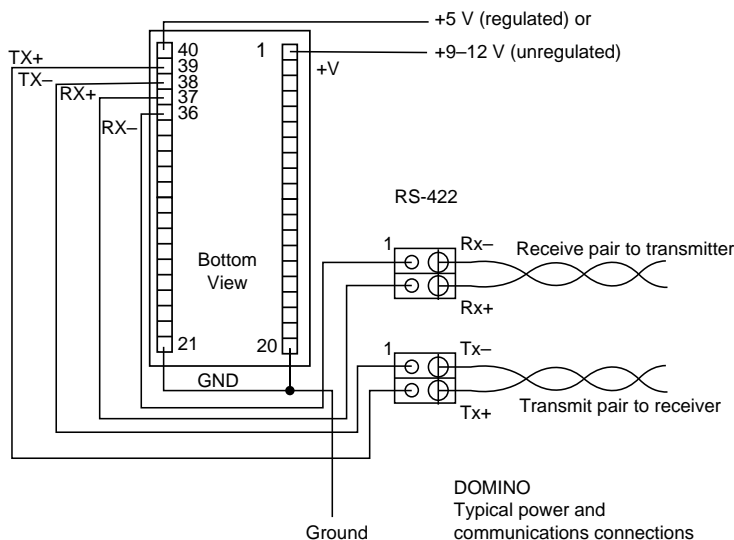 +5 V (regulated) or
40
1
+9–12 V (unregulated)
TX+
39
+V
TX–
38
RX+
37
36
RX–
RS-422
1
Rx–
Receive pair to transmitter
Bottom
View
Rx+
21
20
1
Tx–
GND
Tx+
Transmit pair to receiver
DOMINO
Typical power and
Ground
communications connections